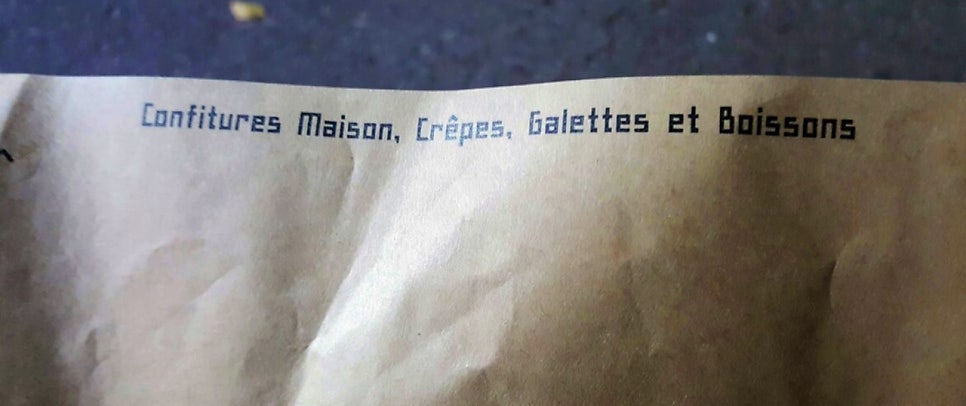 Confitures Maison, Crêpes, Galettes et Boissons